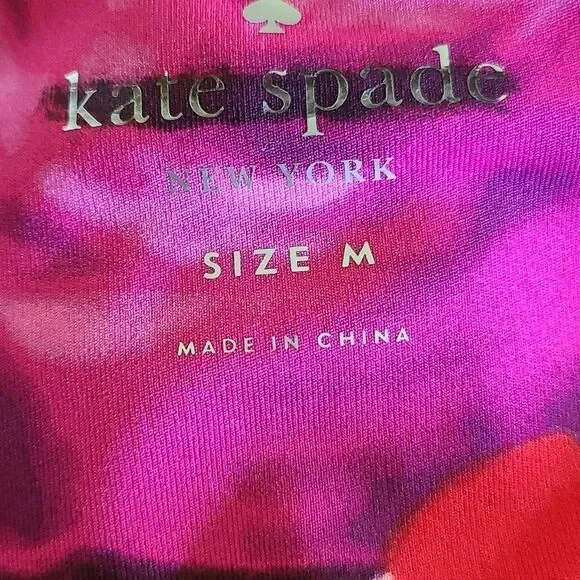 kate spade
NEW YORK
SIZE M
MADE IN CHINA